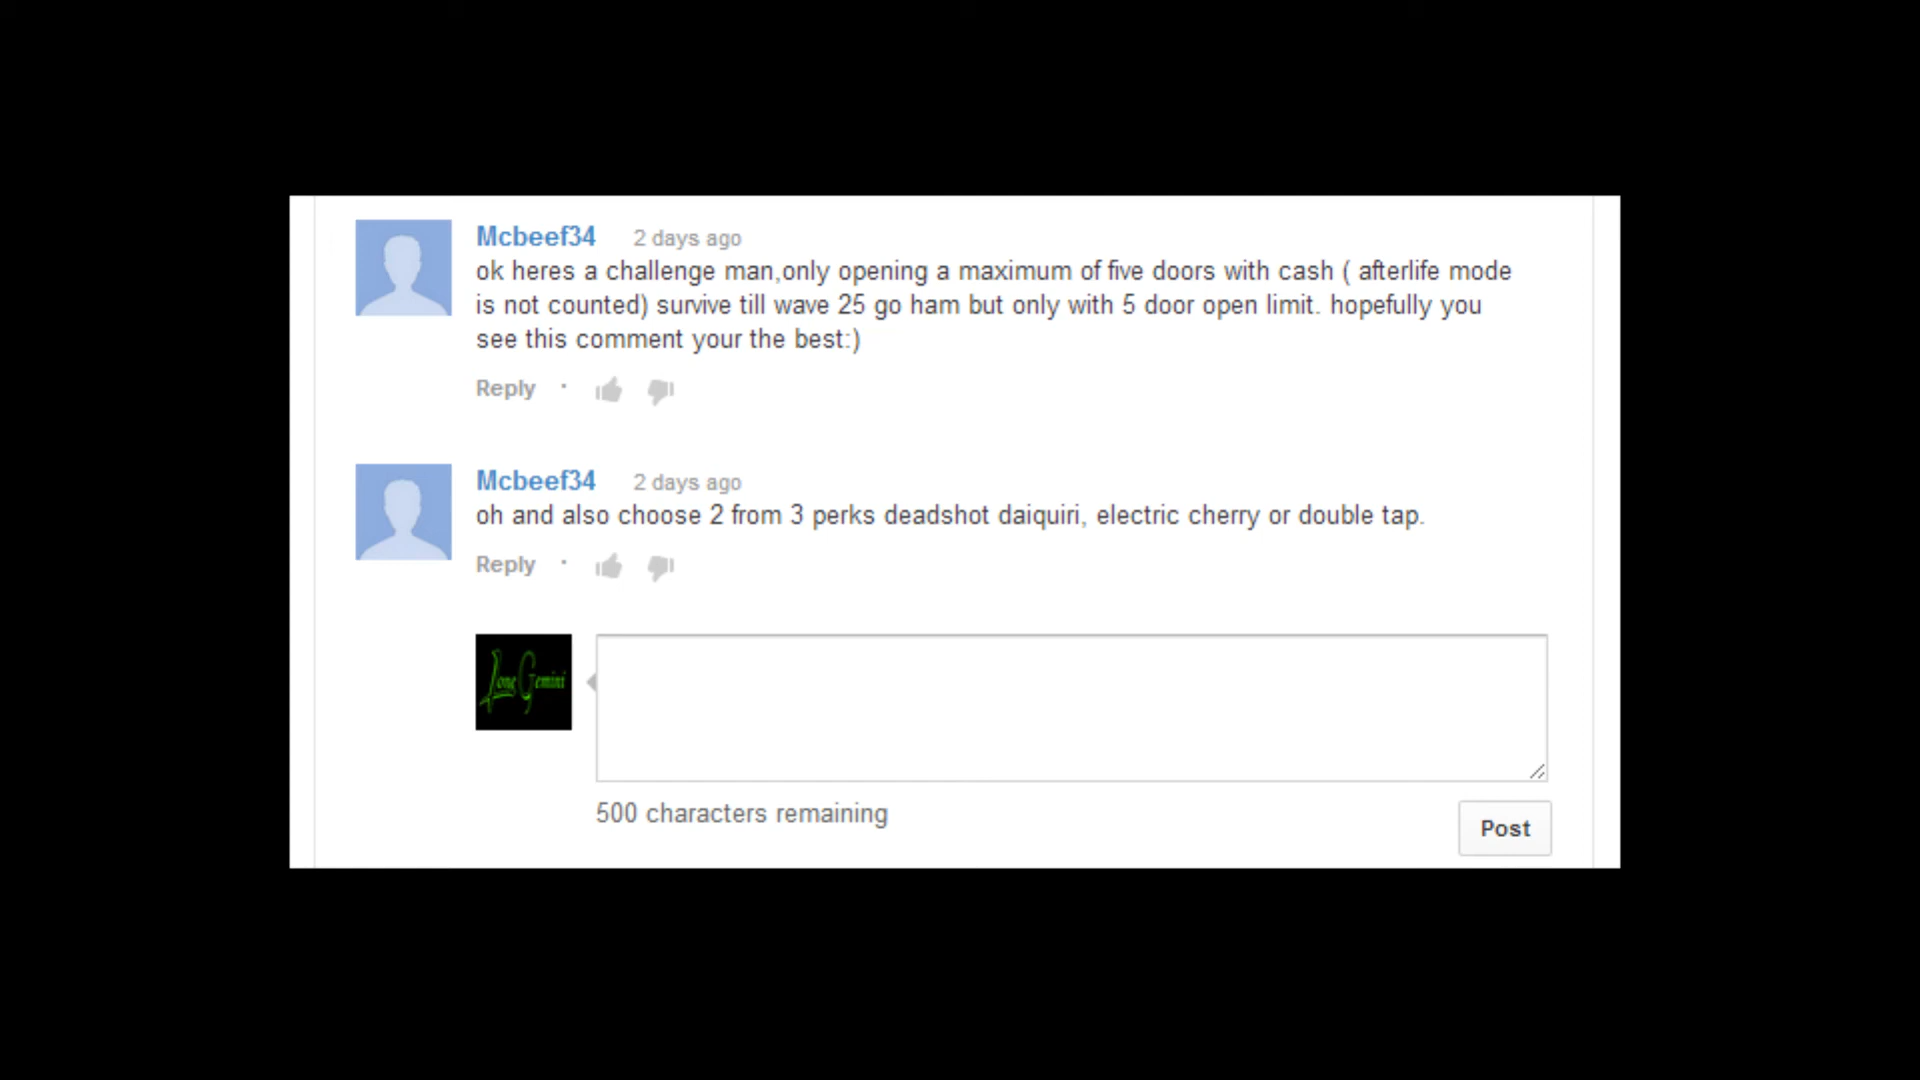 Mcbeef34 2 days ago
ok heres a challenge man,only opening a maximum of five doors with cash ( afterlife mode
is not counted) survive till wave 25 go ham but only with 5 door open limit. hopefully you
see this comment your the best:)
Reply ·
Mcbeef34 2 days ago
oh and also choose 2 from 3 perks deadshot daiquiri, electric cherry or double tap.
Reply ·
Lone Gemini
500 characters remaining
Post